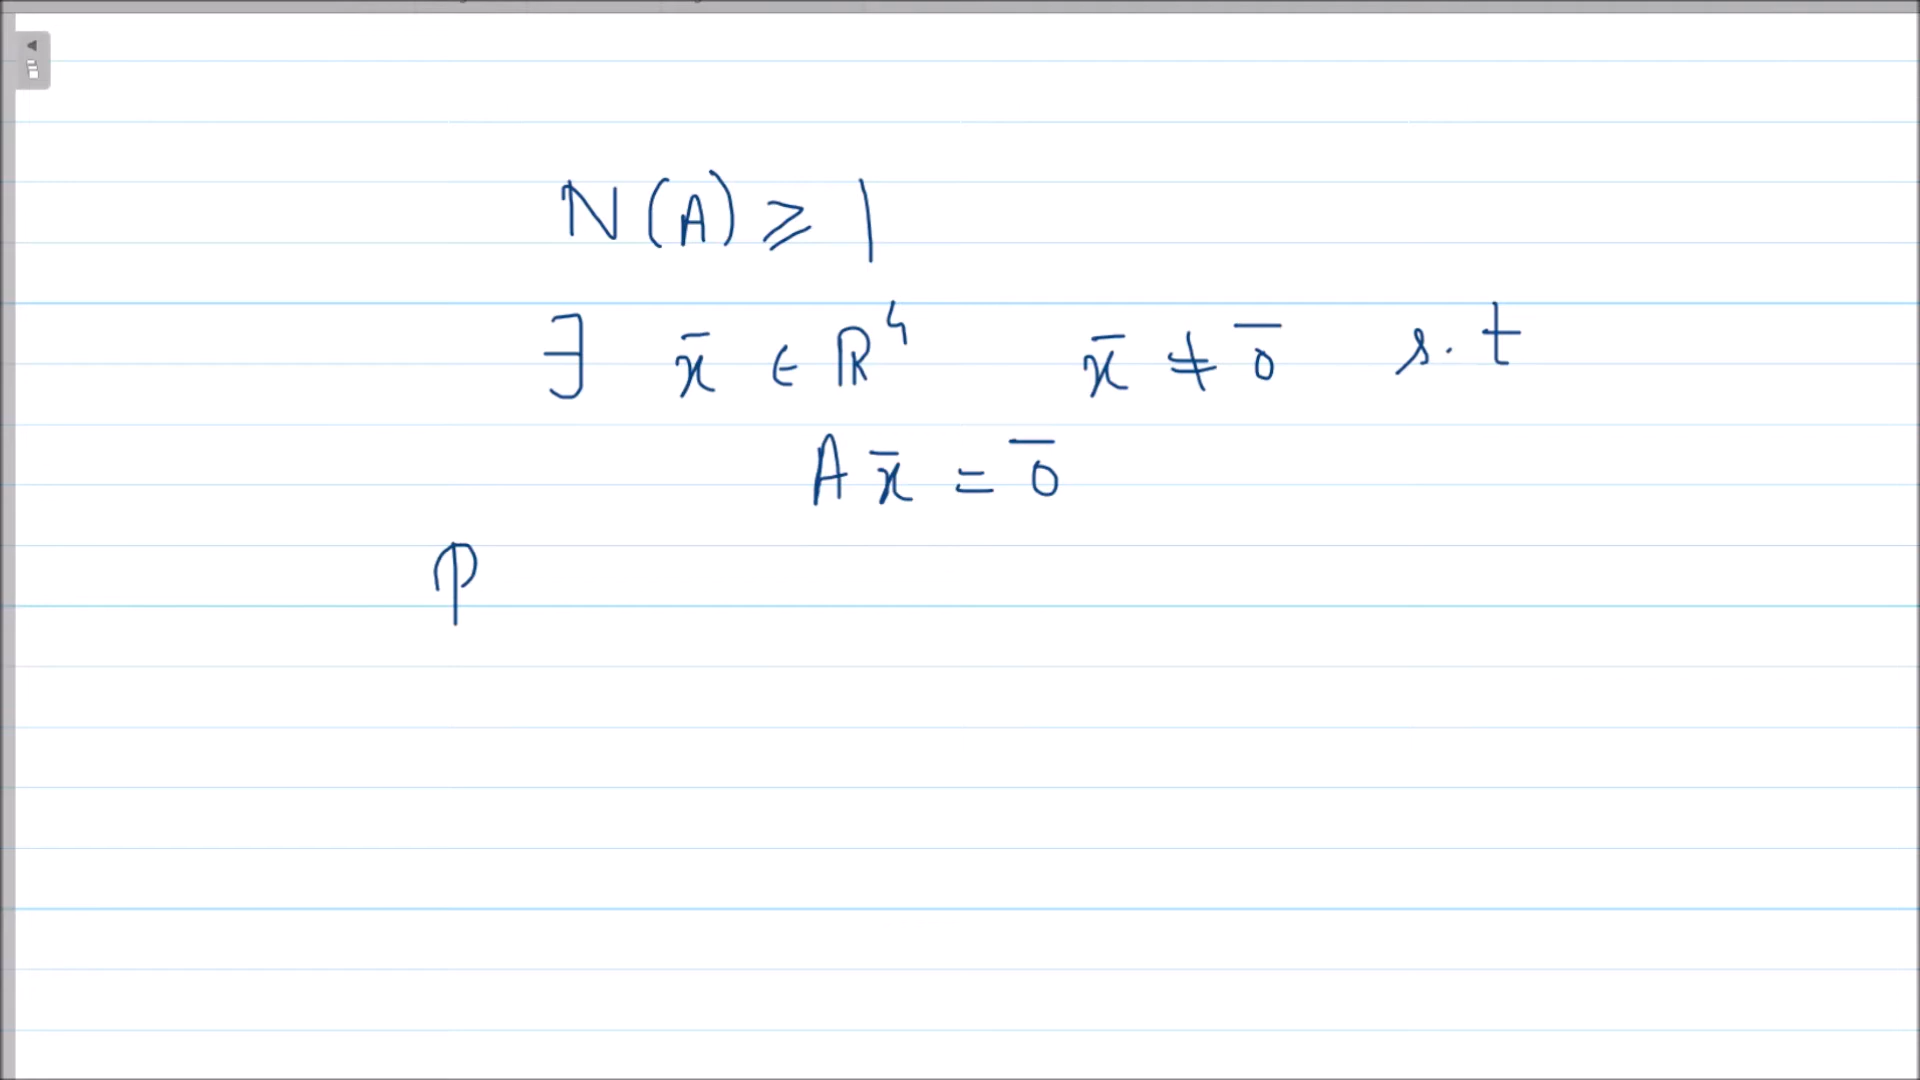 N(A) ⩾ 1
∃ x̄ ∈ ℝ⁴ x̄ ≠ 0̄ s.t
A x̄ = 0̄
P